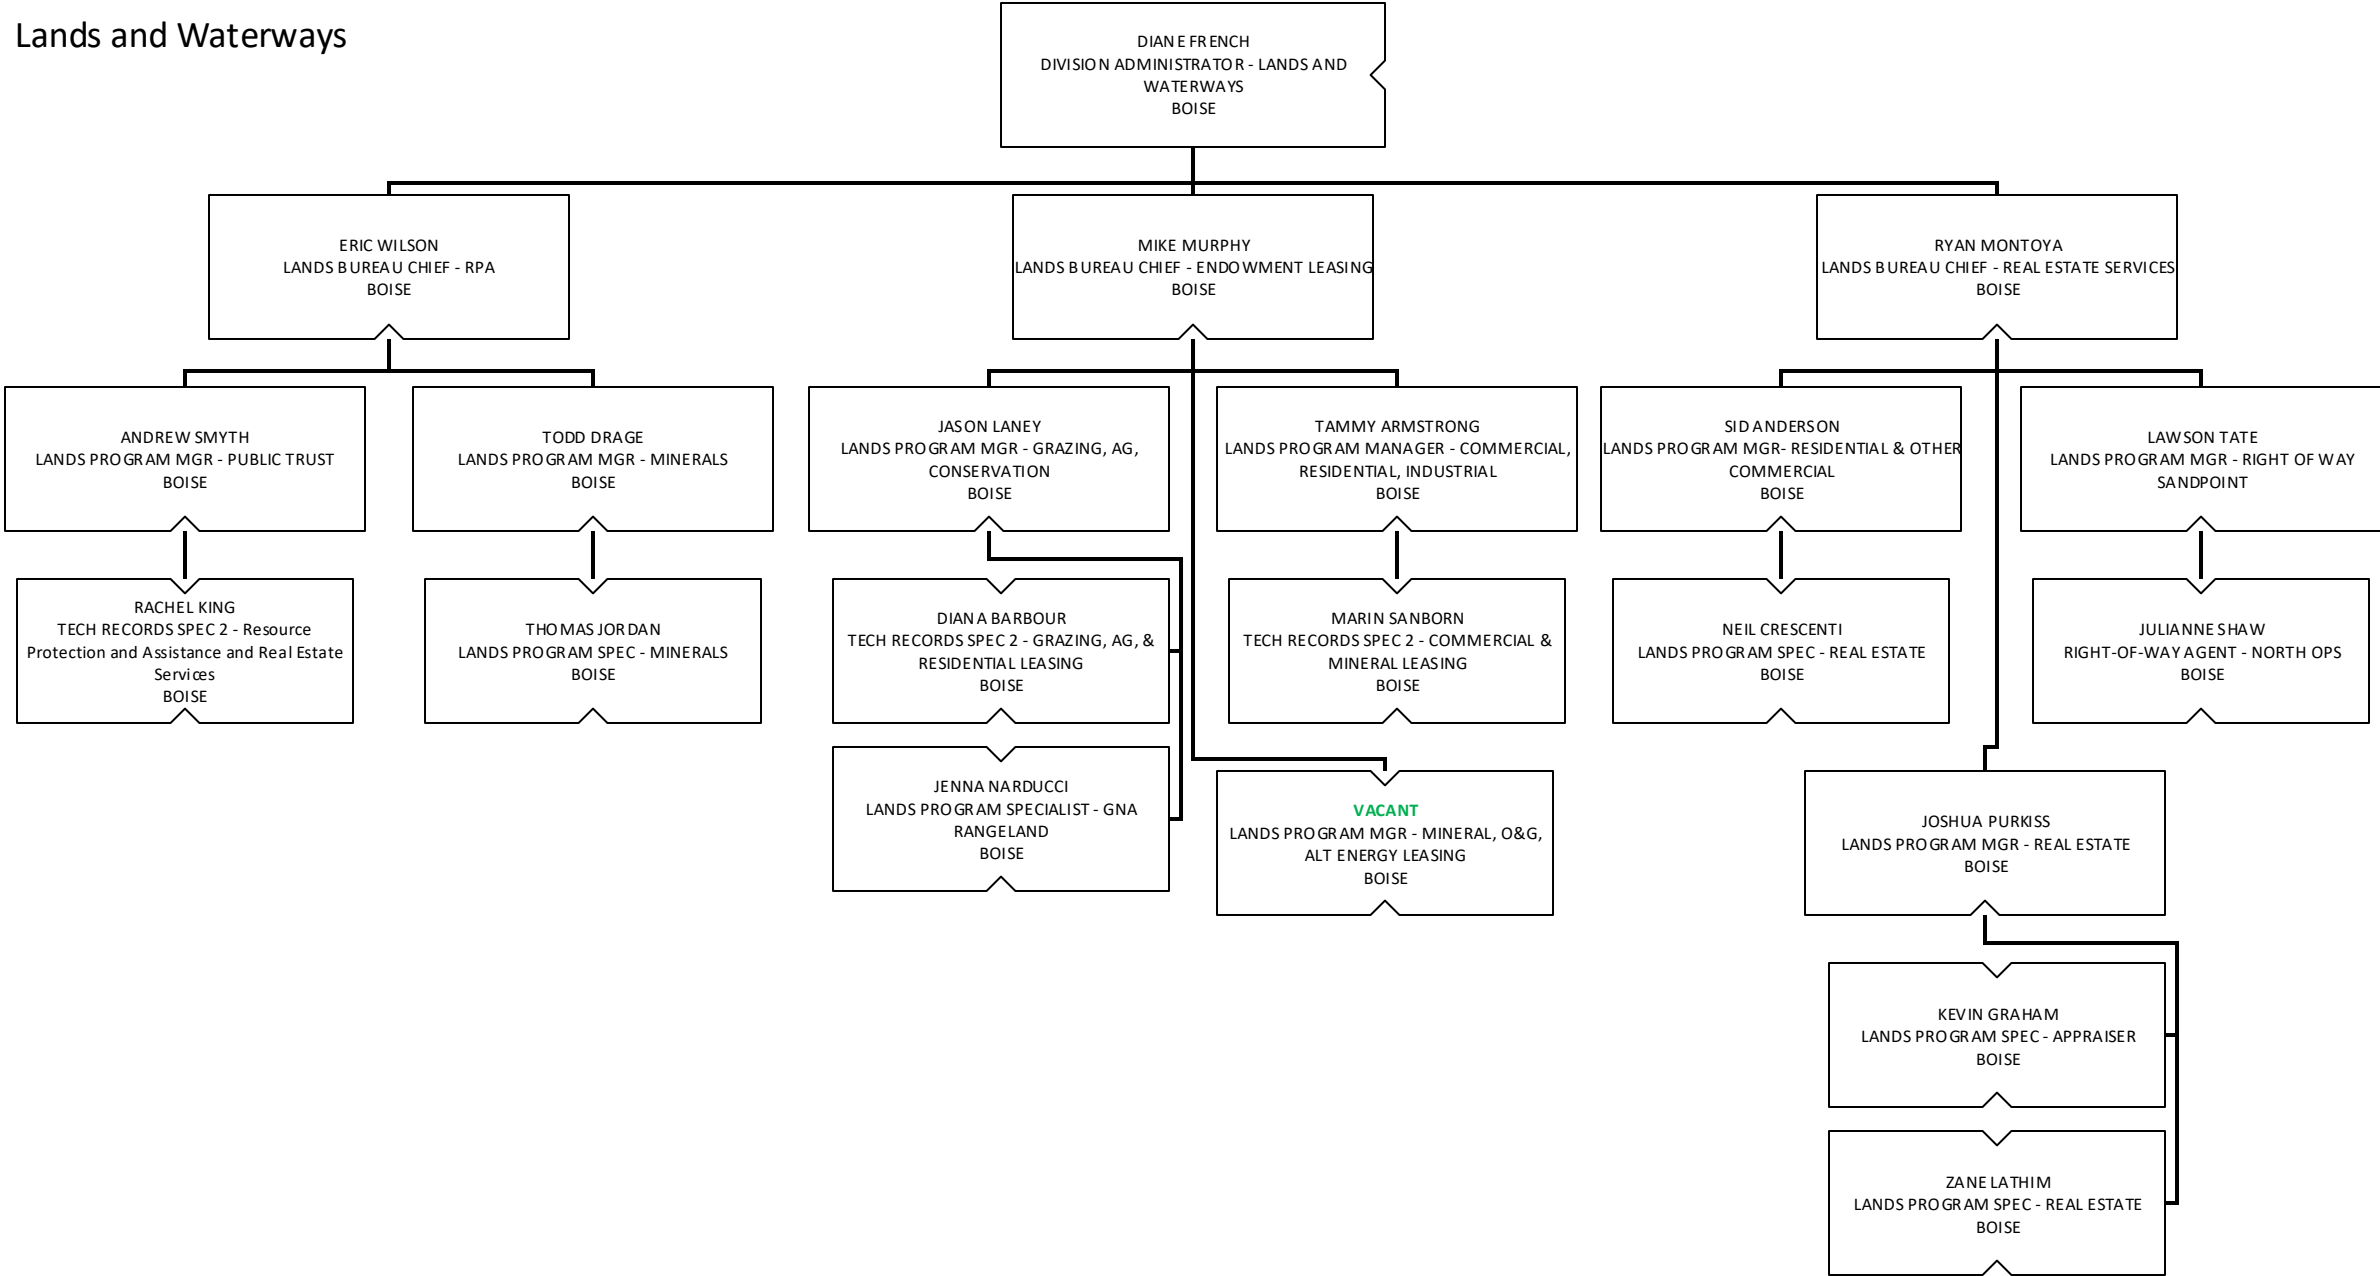 Lands and Waterways
DIANE FRENCH
DIVISION ADMINISTRATOR - LANDS AND
WATERWAYS
BOISE
ERIC WILSON
LANDS BUREAU CHIEF - RPA
BOISE
MIKE MURPHY
LANDS BUREAU CHIEF - ENDOWMENT LEASING
BOISE
RYAN MONTOYA
LANDS BUREAU CHIEF - REAL ESTATE SERVICES
BOISE
ANDREW SMYTH
LANDS PROGRAM MGR - PUBLIC TRUST
BOISE
TODD DRAGE
LANDS PROGRAM MGR - MINERALS
BOISE
JASON LANEY
LANDS PROGRAM MGR - GRAZING, AG,
CONSERVATION
BOISE
TAMMY ARMSTRONG
LANDS PROGRAM MANAGER - COMMERCIAL,
RESIDENTIAL, INDUSTRIAL
BOISE
SID ANDERSON
LANDS PROGRAM MGR- RESIDENTIAL & OTHER
COMMERCIAL
BOISE
LAWSON TATE
LANDS PROGRAM MGR - RIGHT OF WAY
SANDPOINT
RACHEL KING
TECH RECORDS SPEC 2 - Resource
Protection and Assistance and Real Estate
Services
BOISE
THOMAS JORDAN
LANDS PROGRAM SPEC - MINERALS
BOISE
DIANA BARBOUR
TECH RECORDS SPEC 2 - GRAZING, AG, &
RESIDENTIAL LEASING
BOISE
MARIN SANBORN
TECH RECORDS SPEC 2 - COMMERCIAL &
MINERAL LEASING
BOISE
NEIL CRESCENTI
LANDS PROGRAM SPEC - REAL ESTATE
BOISE
JULIANNE SHAW
RIGHT-OF-WAY AGENT - NORTH OPS
BOISE
JENNA NARDUCCI
LANDS PROGRAM SPECIALIST - GNA
RANGELAND
BOISE
VACANT
LANDS PROGRAM MGR - MINERAL, O&G,
ALT ENERGY LEASING
BOISE
JOSHUA PURKISS
LANDS PROGRAM MGR - REAL ESTATE
BOISE
KEVIN GRAHAM
LANDS PROGRAM SPEC - APPRAISER
BOISE
ZANE LATHIM
LANDS PROGRAM SPEC - REAL ESTATE
BOISE